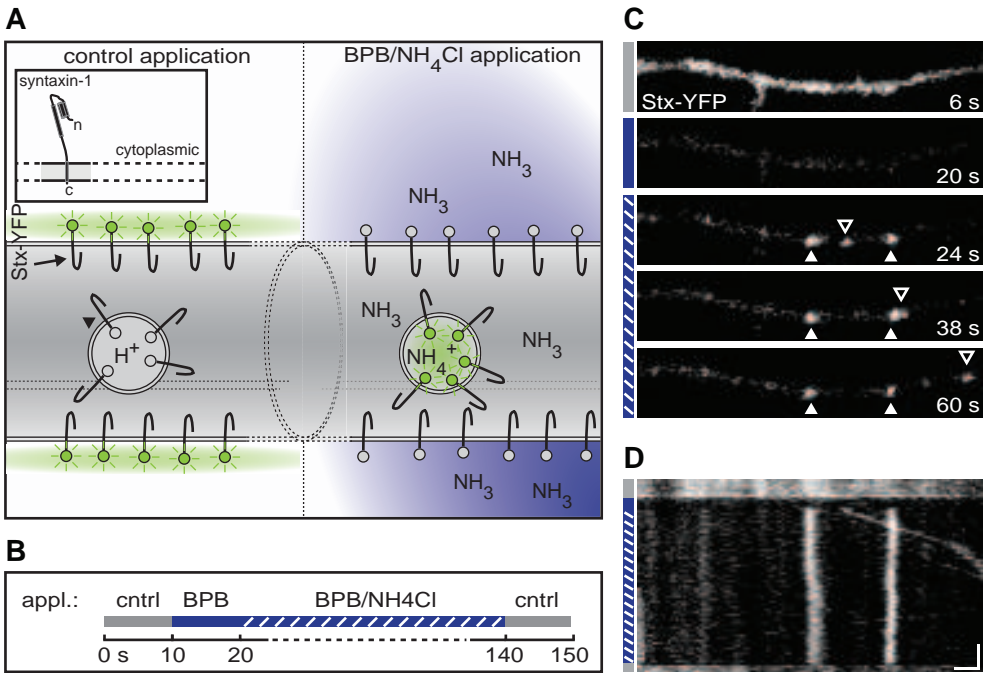 A
control application
BPB/NH4Cl application
syntaxin-1
n
cytoplasmic
c
Stx-YFP
NH3
NH3
NH3
NH3
H+
NH4+
NH3
NH3
B
appl.:
cntrl
BPB
BPB/NH4Cl
cntrl
0 s
10
20
140
150
C
Stx-YFP
6 s
20 s
24 s
38 s
60 s
D